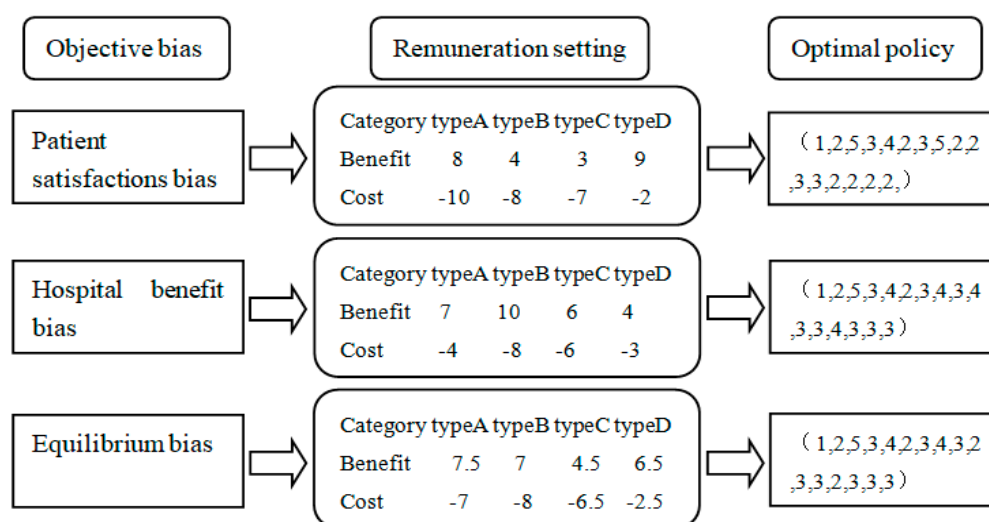 Objective bias
Remuneration setting
Optimal policy
Patient
satisfactions bias
Category typeA typeB typeC typeD
Benefit 8 4 3 9
Cost -10 -8 -7 -2
（1,2,5,3,4,2,3,5,2,2
,3,3,2,2,2,2,）
Hospital benefit
bias
Category typeA typeB typeC typeD
Benefit 7 10 6 4
Cost -4 -8 -6 -3
（1,2,5,3,4,2,3,4,3,4
,3,3,4,3,3,3）
Equilibrium bias
Category typeA typeB typeC typeD
Benefit 7.5 7 4.5 6.5
Cost -7 -8 -6.5 -2.5
（1,2,5,3,4,2,3,4,3,2
,3,3,2,3,3,3）